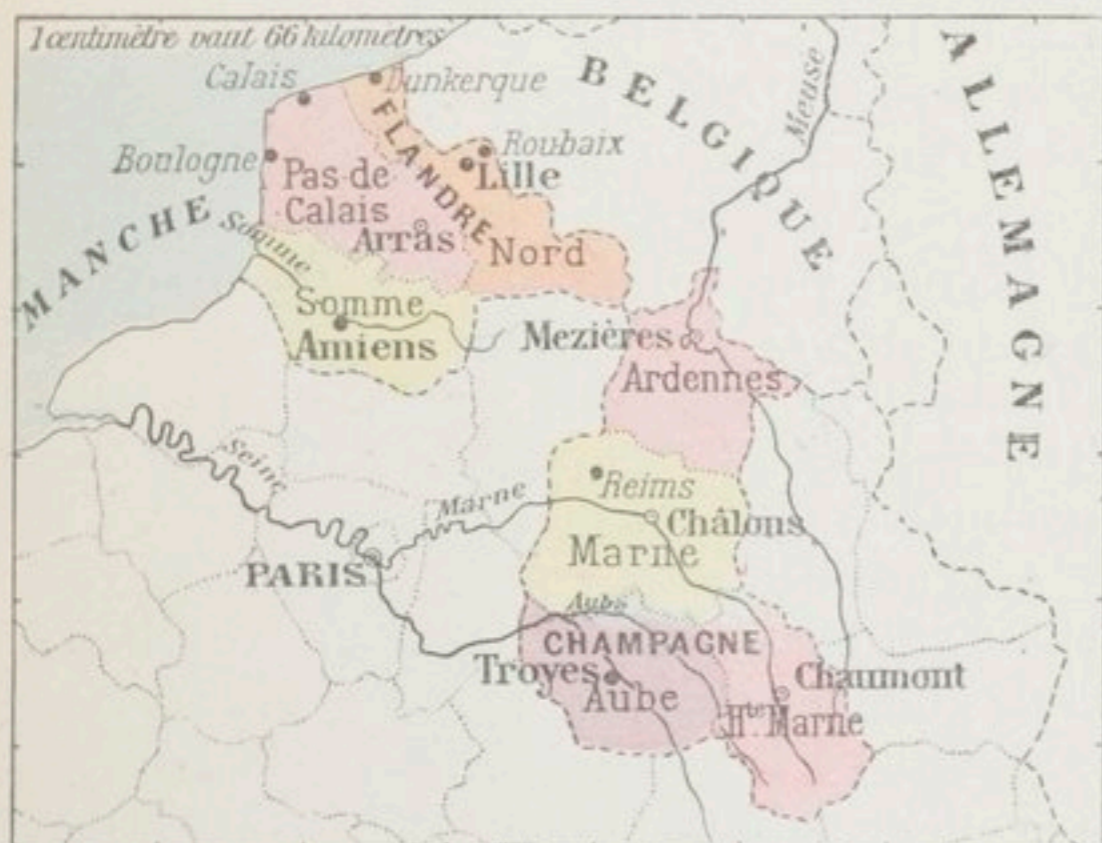 1 centimètre vaut 66 kilomètres
Calais
Dunkerque
BELGIQUE
Meuse
ALLEMAGNE
Boulogne
Roubaix
Lille
FLANDRE
Pas-de
Calais
Arras
Nord
MANCHE
Somme
Somme
Amiens
Mezières
Ardennes
Seine
Marne
Reims
Châlons
Marne
PARIS
Aube
CHAMPAGNE
Troyes
Aube
Chaumont
Hte Marne